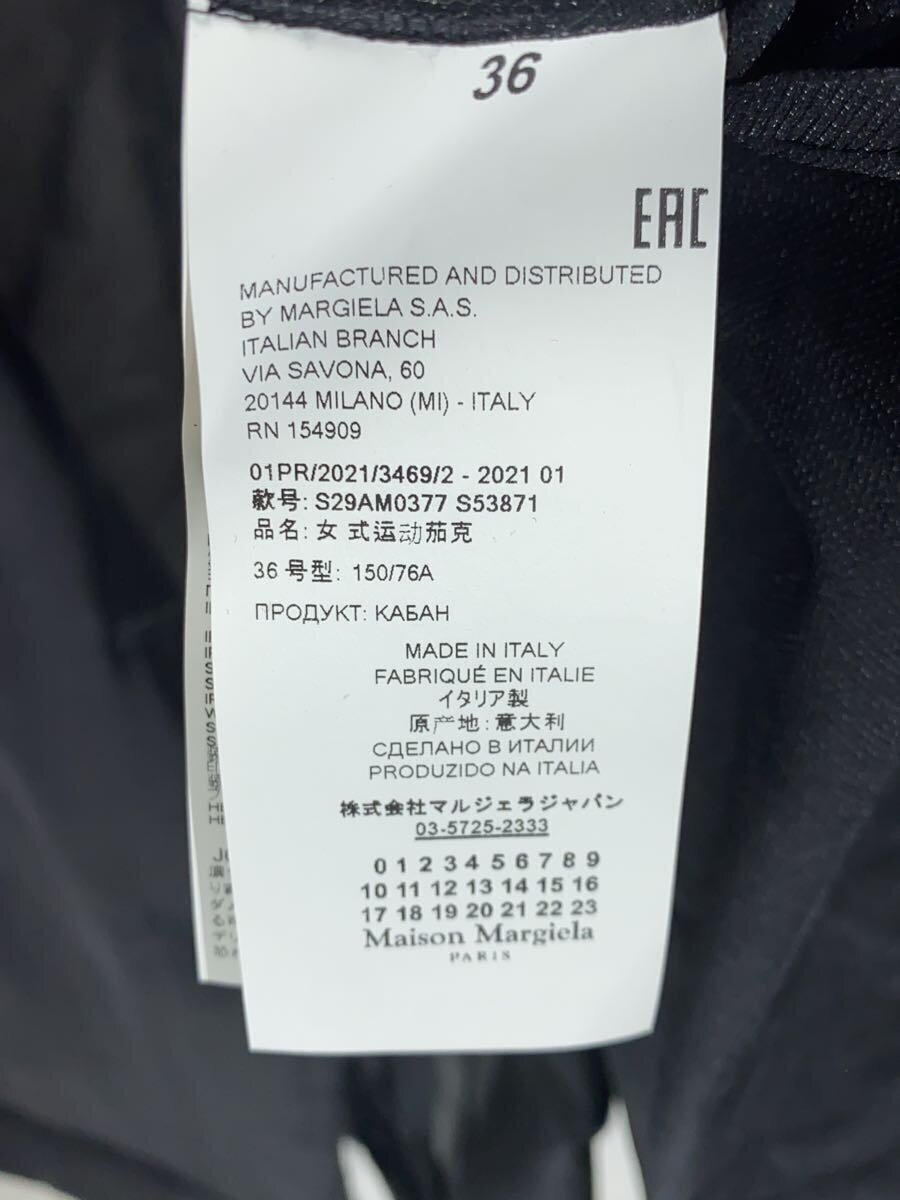 36
EAC
MANUFACTURED AND DISTRIBUTED
BY MARGIELA S.A.S.
ITALIAN BRANCH
VIA SAVONA, 60
20144 MILANO (MI) - ITALY
RN 154909
01PR/2021/3469/2 - 2021 01
款号: S29AM0377 S53871
品名: 女 式运动茄克
36 号型: 150/76A
ПРОДУКТ: КАБАН
MADE IN ITALY
FABRIQUÉ EN ITALIE
イタリア製
原产地: 意大利
СДЕЛАНО В ИТАЛИИ
PRODUZIDO NA ITALIA
株式会社マルジェラジャパン
03-5725-2333
0 1 2 3 4 5 6 7 8 9
10 11 12 13 14 15 16
17 18 19 20 21 22 23
Maison Margiela
PARIS